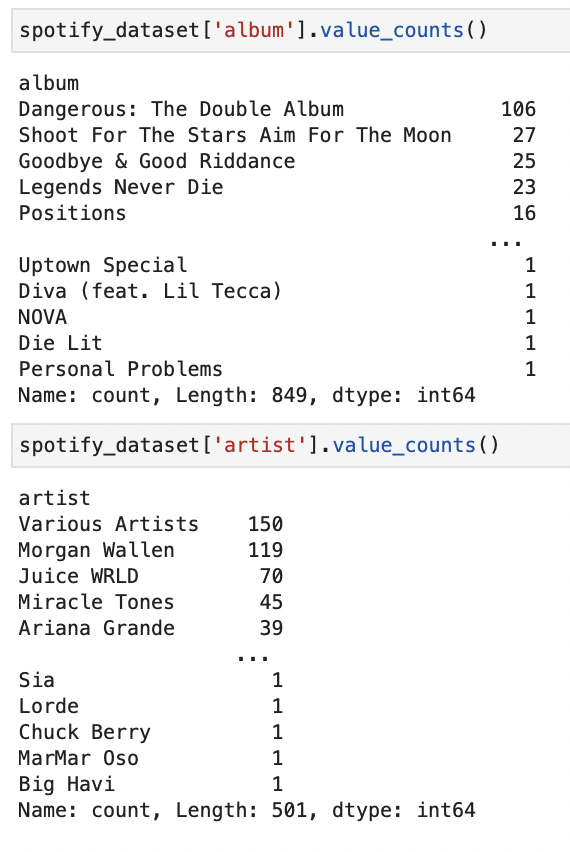 spotify_dataset['album'].value_counts()
album
Dangerous: The Double Album 106
Shoot For The Stars Aim For The Moon 27
Goodbye & Good Riddance 25
Legends Never Die 23
Positions 16
...
Uptown Special 1
Diva (feat. Lil Tecca) 1
NOVA 1
Die Lit 1
Personal Problems 1
Name: count, Length: 849, dtype: int64
spotify_dataset['artist'].value_counts()
artist
Various Artists 150
Morgan Wallen 119
Juice WRLD 70
Miracle Tones 45
Ariana Grande 39
...
Sia 1
Lorde 1
Chuck Berry 1
MarMar Oso 1
Big Havi 1
Name: count, Length: 501, dtype: int64